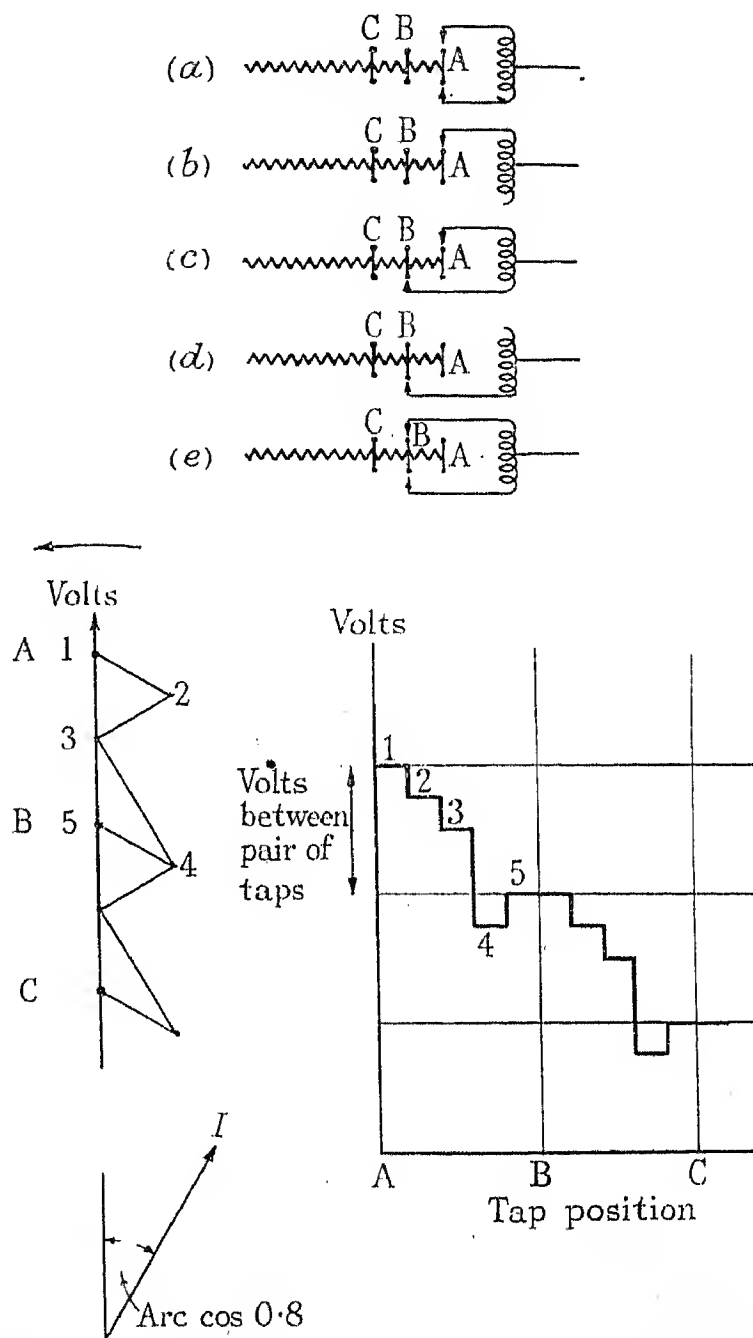 C B
(a) A
C B
(b) A
C B
(c) A
C B
(d) A
C B
(e) A
Volts
A 1
2
3
B 5
4
C
I
Arc cos 0·8
Volts
1
2
3
4
5
Volts
between
pair of
taps
A B C
Tap position